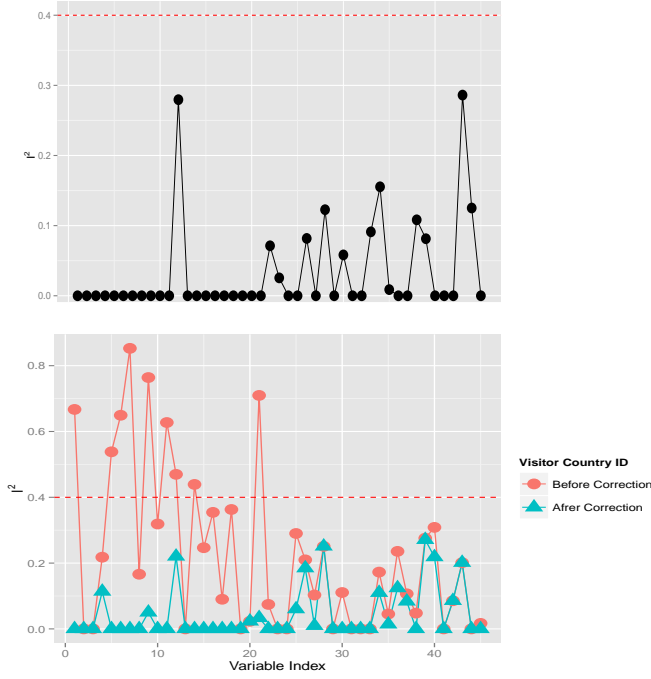 0.4
0.3
0.2
0.1
0.0
I²
0.8
0.6
0.4
0.2
0.0
I²
0
10
20
30
40
Variable Index
Visitor Country ID
Before Correction
Afrer Correction